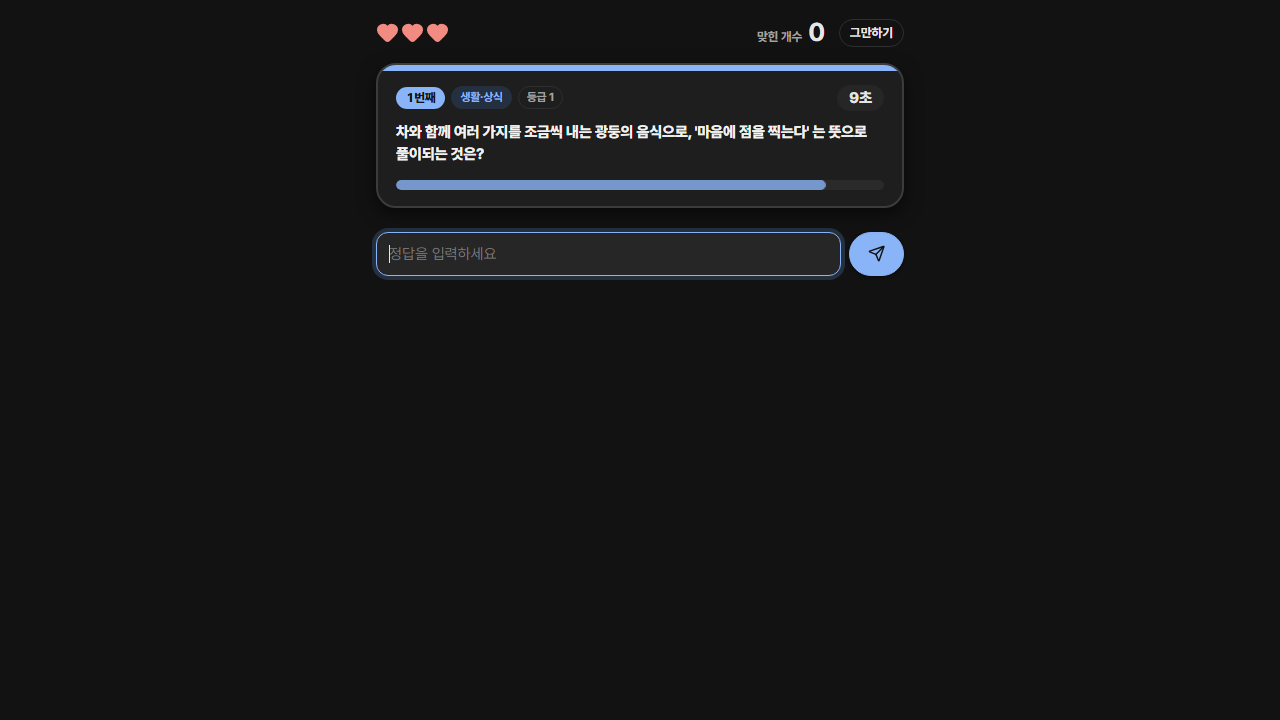 맞힌 개수 0 그만하기
1번째 생활·상식 등급 1 9초
차와 함께 여러 가지를 조금씩 내는 광둥의 음식으로, '마음에 점을 찍는다' 는 뜻으로
풀이되는 것은?
정답을 입력하세요